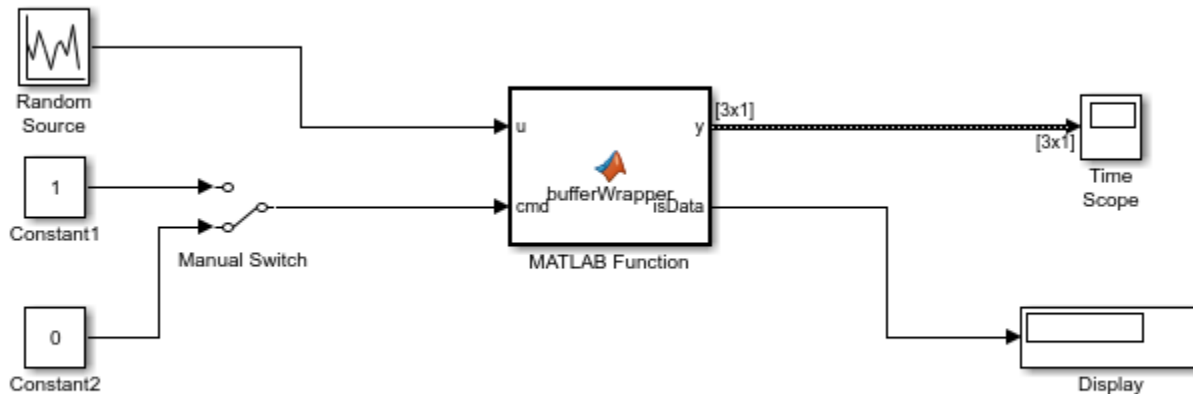 Random
Source
1
Constant1
Manual Switch
0
Constant2
u
y
bufferWrapper
cmd
isData
MATLAB Function
[3x1]
[3x1]
Time
Scope
Display